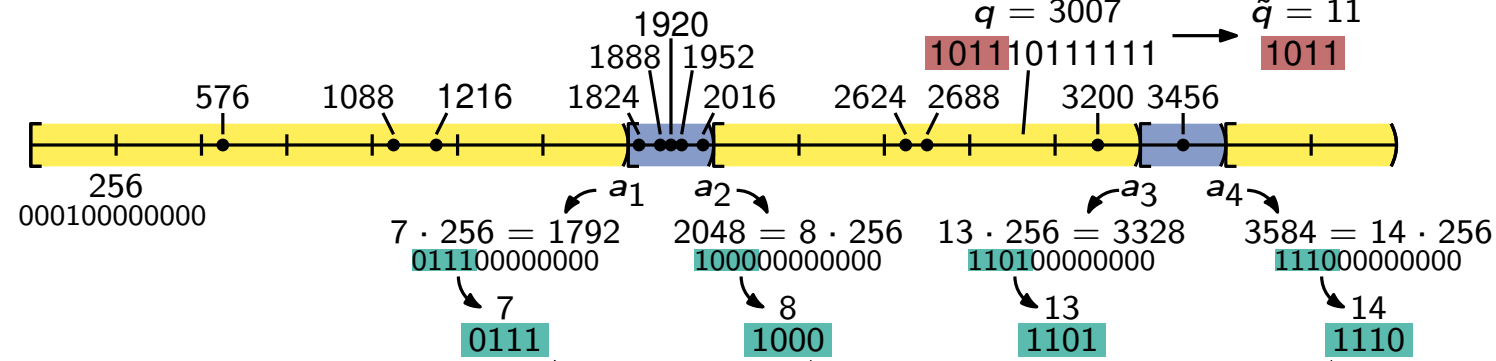 q = 3007
q̃ = 11
1920
101110111111
1011
1888
1952
576
1088
1216
1824
2016
2624
2688
3200
3456
256
000100000000
a1
a2
a3
a4
7 · 256 = 1792
2048 = 8 · 256
13 · 256 = 3328
3584 = 14 · 256
011100000000
100000000000
110100000000
111000000000
7
8
13
14
0111
1000
1101
1110